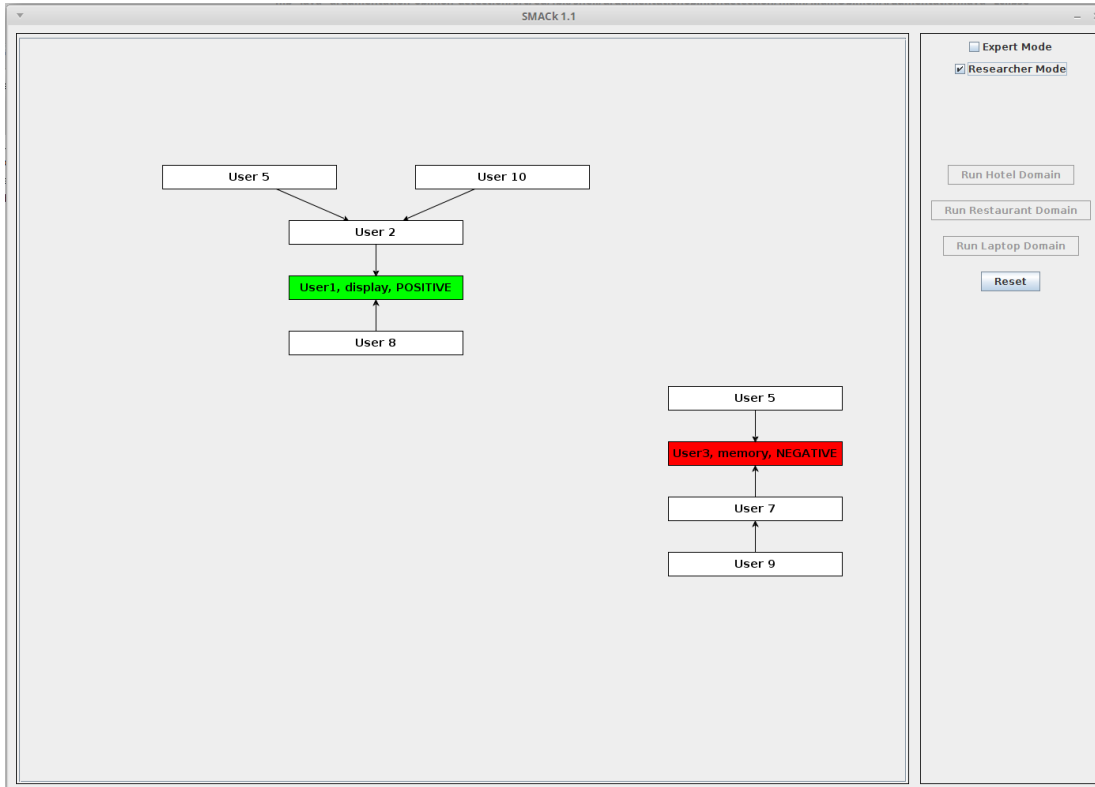 SMACk 1.1
Expert Mode
Researcher Mode
User 5
User 10
Run Hotel Domain
Run Restaurant Domain
User 2
Run Laptop Domain
User1, display, POSITIVE
Reset
User 8
User 5
User3, memory, NEGATIVE
User 7
User 9